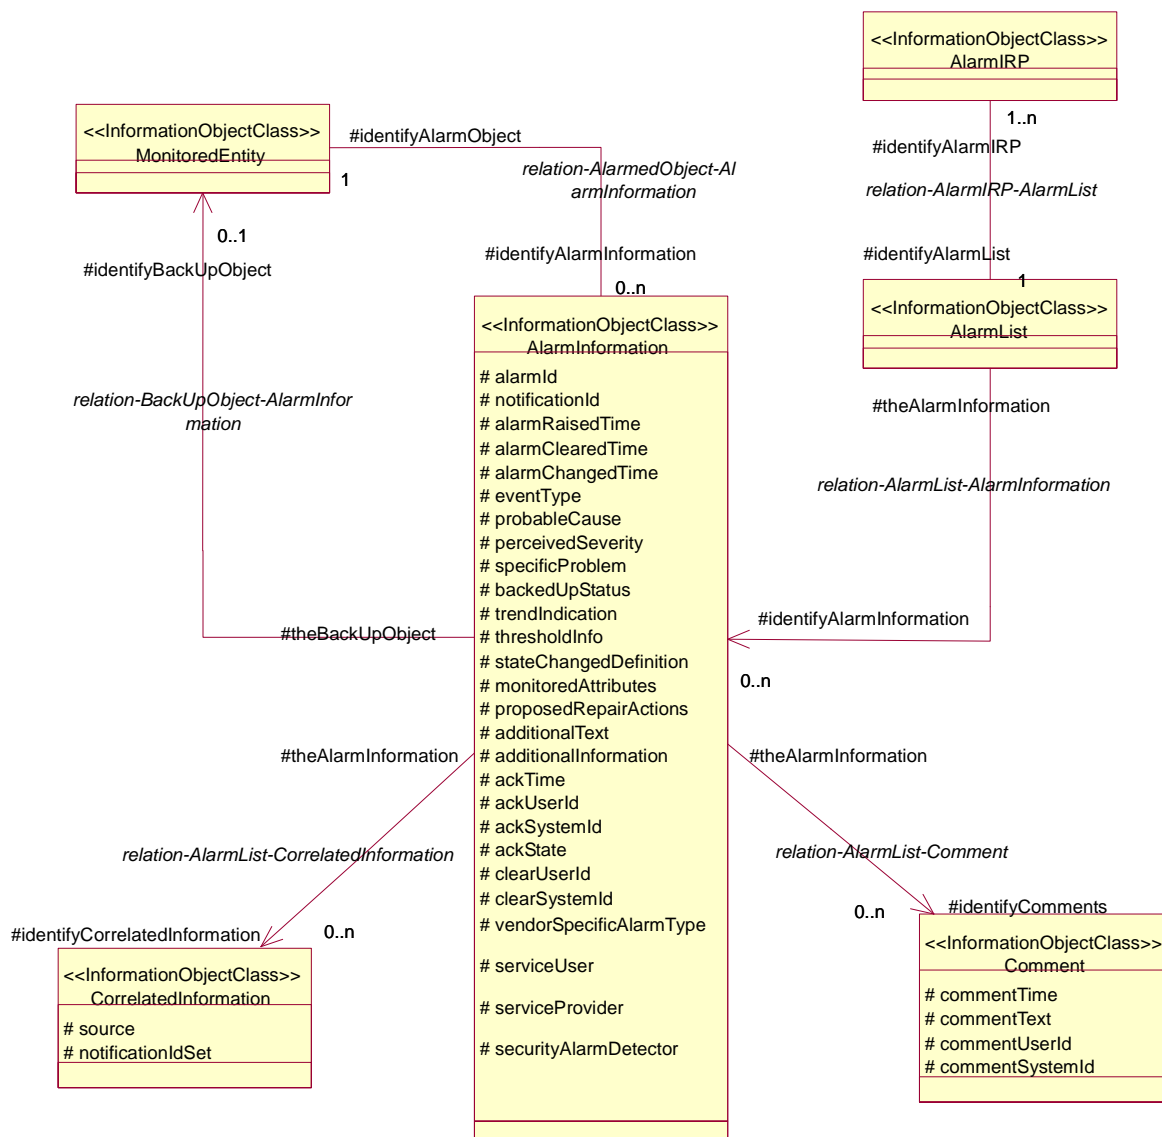 <<InformationObjectClass>>
AlarmIRP
1..n
#identifyAlarmIRP
relation-AlarmIRP-AlarmList
#identifyAlarmList
1
<<InformationObjectClass>>
AlarmList
#theAlarmInformation
relation-AlarmList-AlarmInformation
#identifyAlarmInformation
0..n
<<InformationObjectClass>>
MonitoredEntity
#identifyAlarmObject
1
relation-AlarmedObject-Al
armInformation
#identifyAlarmInformation
0..n
0..1
#identifyBackUpObject
relation-BackUpObject-AlarmInfor
mation
#theBackUpObject
<<InformationObjectClass>>
AlarmInformation
# alarmId
# notificationId
# alarmRaisedTime
# alarmClearedTime
# alarmChangedTime
# eventType
# probableCause
# perceivedSeverity
# specificProblem
# backedUpStatus
# trendIndication
# thresholdInfo
# stateChangedDefinition
# monitoredAttributes
# proposedRepairActions
# additionalText
# additionalInformation
# ackTime
# ackUserId
# ackSystemId
# ackState
# clearUserId
# clearSystemId
# vendorSpecificAlarmType
# serviceUser
# serviceProvider
# securityAlarmDetector
#theAlarmInformation
relation-AlarmList-CorrelatedInformation
0..n
#identifyCorrelatedInformation
<<InformationObjectClass>>
CorrelatedInformation
# source
# notificationIdSet
#theAlarmInformation
relation-AlarmList-Comment
0..n
#identifyComments
<<InformationObjectClass>>
Comment
# commentTime
# commentText
# commentUserId
# commentSystemId